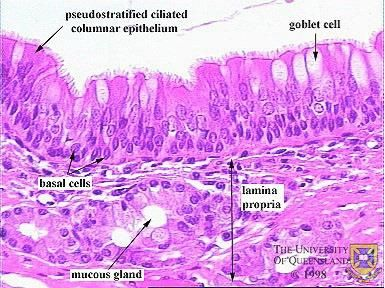 pseudostratified ciliated
columnar epithelium
goblet cell
basal cells
lamina
propria
mucous gland
THE UNIVERSITY
OF QUEENSLAND
© 1998